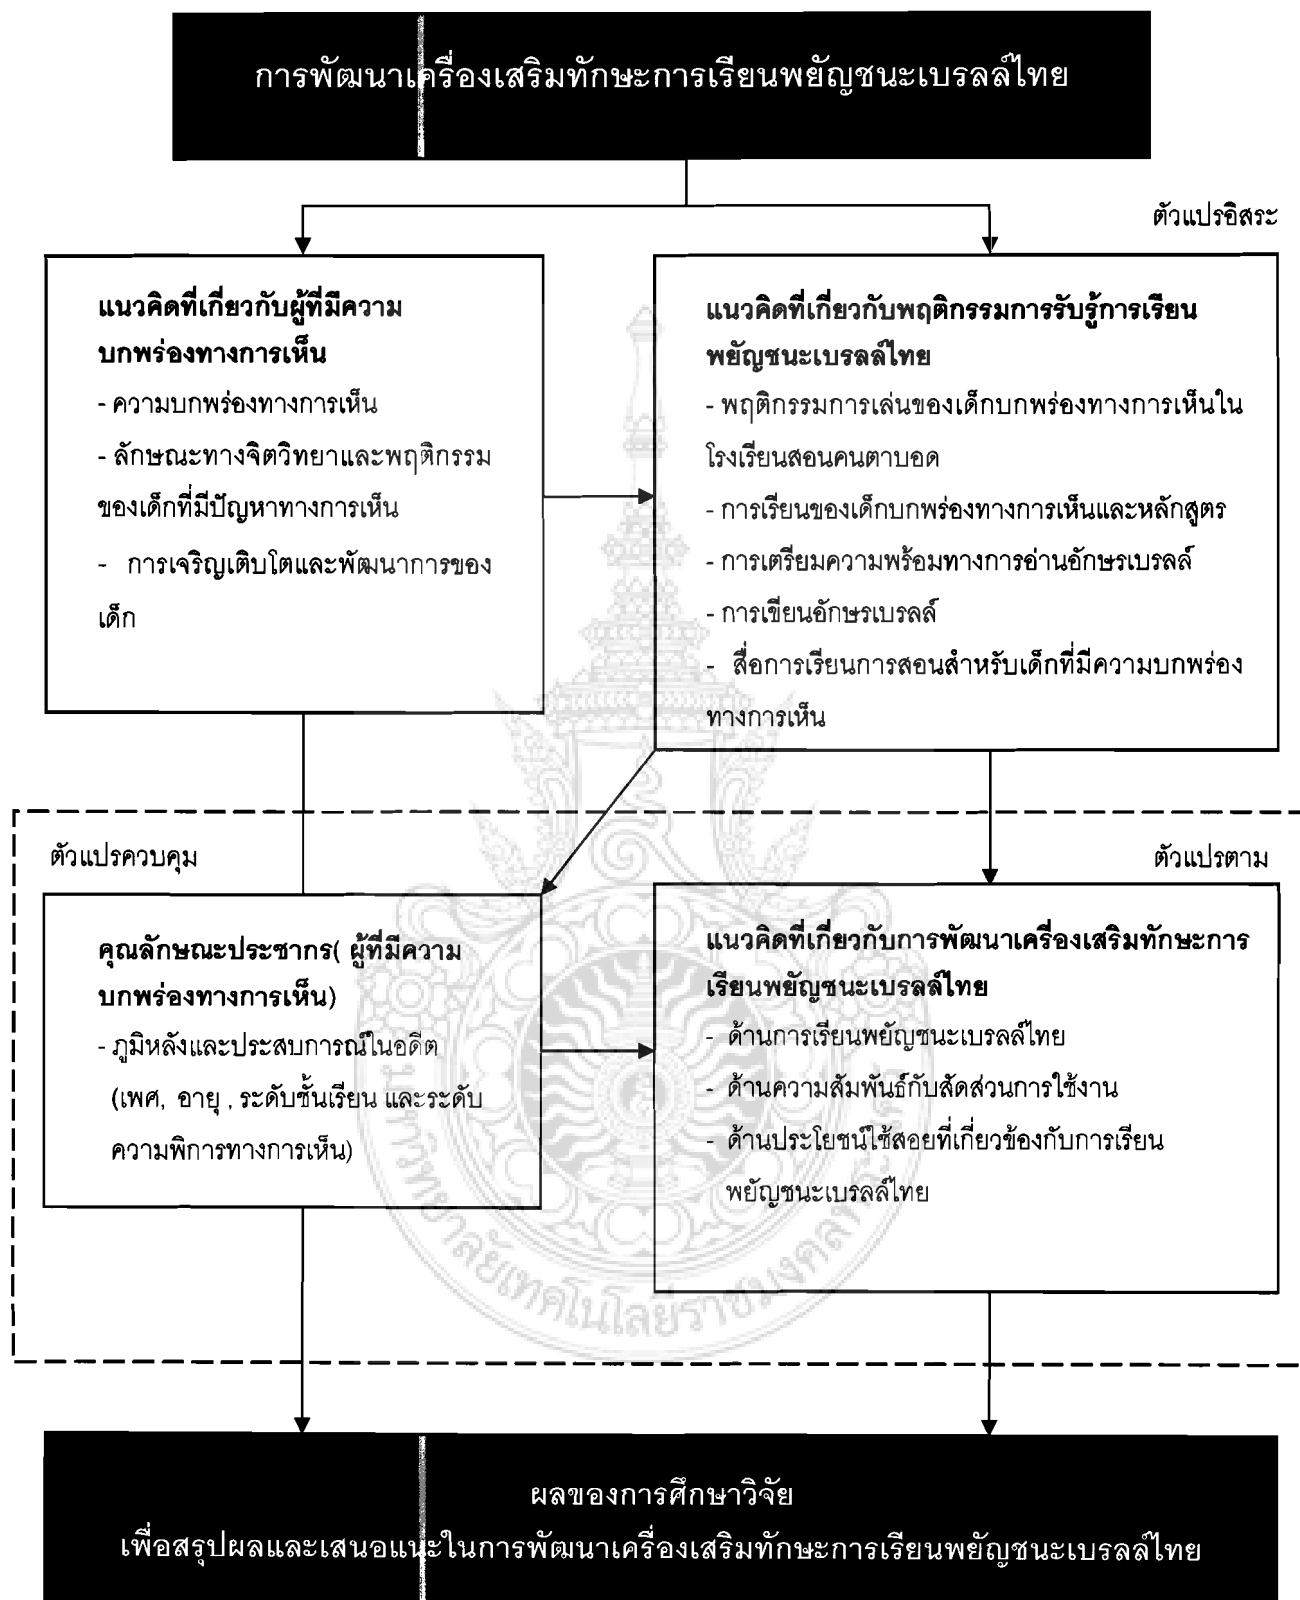 การพัฒนาเครื่องเสริมทักษะการเรียนพยัญชนะเบรลล์ไทย
ตัวแปรอิสระ
แนวคิดที่เกี่ยวกับผู้ที่มีความ
บกพร่องทางการเห็น
- ความบกพร่องทางการเห็น
- ลักษณะทางจิตวิทยาและพฤติกรรม
ของเด็กที่มีปัญหาทางการเห็น
- การเจริญเติบโตและพัฒนาการของ
เด็ก
แนวคิดที่เกี่ยวกับพฤติกรรมการรับรู้การเรียน
พยัญชนะเบรลล์ไทย
- พฤติกรรมการเล่นของเด็กบกพร่องทางการเห็นใน
โรงเรียนสอนคนตาบอด
- การเรียนของเด็กบกพร่องทางการเห็นและหลักสูตร
- การเตรียมความพร้อมทางการอ่านอักษรเบรลล์
- การเขียนอักษรเบรลล์
- สื่อการเรียนการสอนสำหรับเด็กที่มีความบกพร่อง
ทางการเห็น
ตัวแปรควบคุม
ตัวแปรตาม
คุณลักษณะประชากร( ผู้ที่มีความ
บกพร่องทางการเห็น)
- ภูมิหลังและประสบการณ์ในอดีต
(เพศ, อายุ , ระดับชั้นเรียน และระดับ
ความพิการทางการเห็น)
แนวคิดที่เกี่ยวกับการพัฒนาเครื่องเสริมทักษะการ
เรียนพยัญชนะเบรลล์ไทย
- ด้านการเรียนพยัญชนะเบรลล์ไทย
- ด้านความสัมพันธ์กับสัดส่วนการใช้งาน
- ด้านประโยชน์ใช้สอยที่เกี่ยวข้องกับการเรียน
พยัญชนะเบรลล์ไทย
ผลของการศึกษาวิจัย
เพื่อสรุปผลและเสนอแนะในการพัฒนาเครื่องเสริมทักษะการเรียนพยัญชนะเบรลล์ไทย